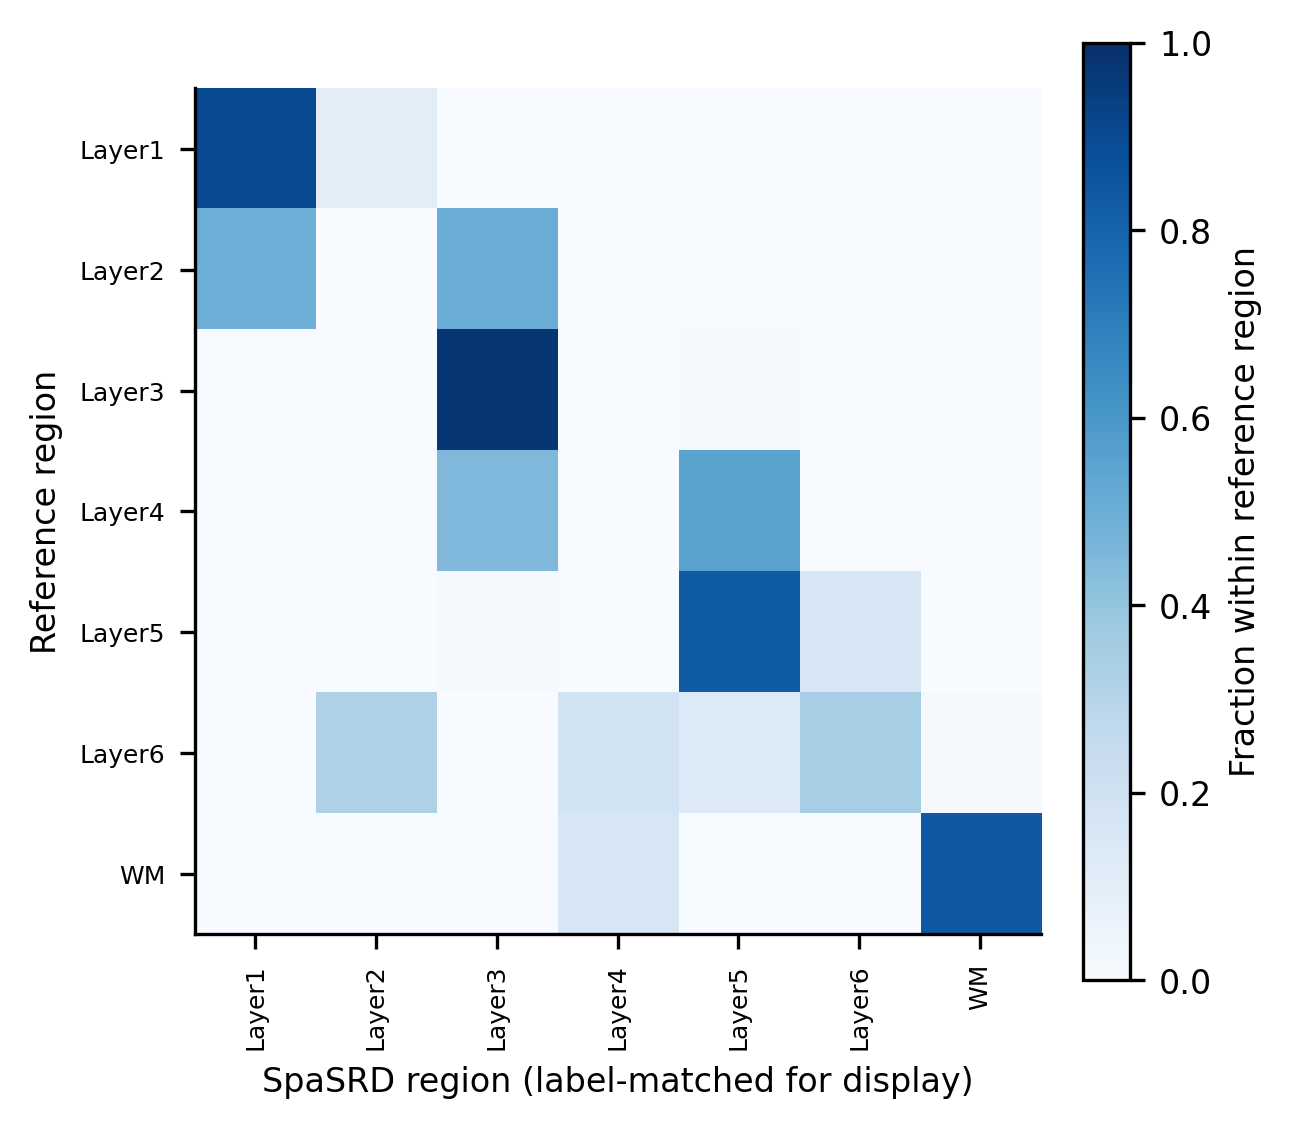 Reference region
Layer1
Layer2
Layer3
Layer4
Layer5
Layer6
WM
Layer1
Layer2
Layer3
Layer4
Layer5
Layer6
WM
SpaSRD region (label-matched for display)
1.0
0.8
0.6
0.4
0.2
0.0
Fraction within reference region